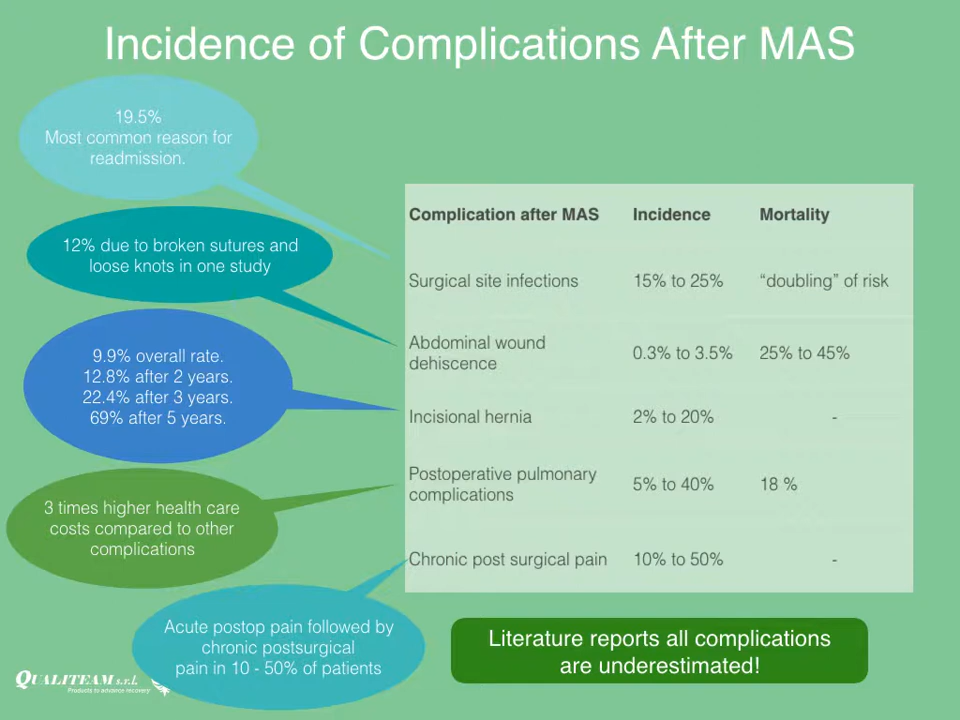 Incidence of Complications After MAS
19.5%
Most common reason for
readmission.
12% due to broken sutures and
loose knots in one study
9.9% overall rate.
12.8% after 2 years.
22.4% after 3 years.
69% after 5 years.
3 times higher health care
costs compared to other
complications
Acute postop pain followed by
chronic postsurgical
pain in 10 - 50% of patients
Complication after MAS Incidence Mortality
Surgical site infections 15% to 25% “doubling” of risk
Abdominal wound
dehiscence 0.3% to 3.5% 25% to 45%
Incisional hernia 2% to 20% -
Postoperative pulmonary
complications 5% to 40% 18 %
Chronic post surgical pain 10% to 50% -
Literature reports all complications
are underestimated!
QUALITEAM s.r.l.
Products to advance recovery